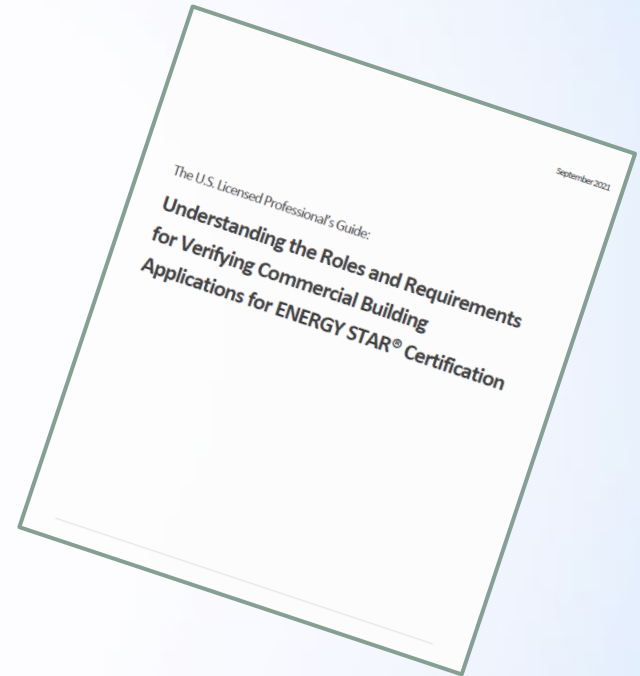 September 2021
The U.S. Licensed Professional's Guide:
Understanding the Roles and Requirements
for Verifying Commercial Building
Applications for ENERGY STAR® Certification